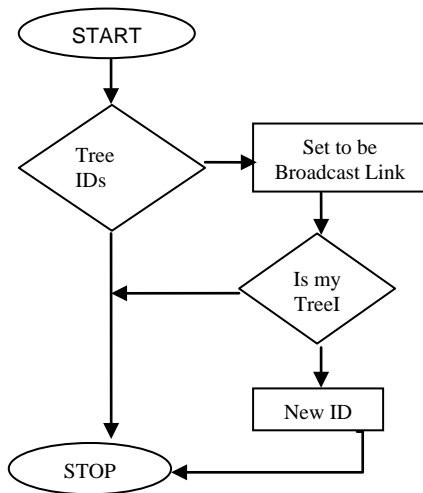 START
Tree
IDs
Set to be
Broadcast Link
Is my
TreeI
New ID
STOP